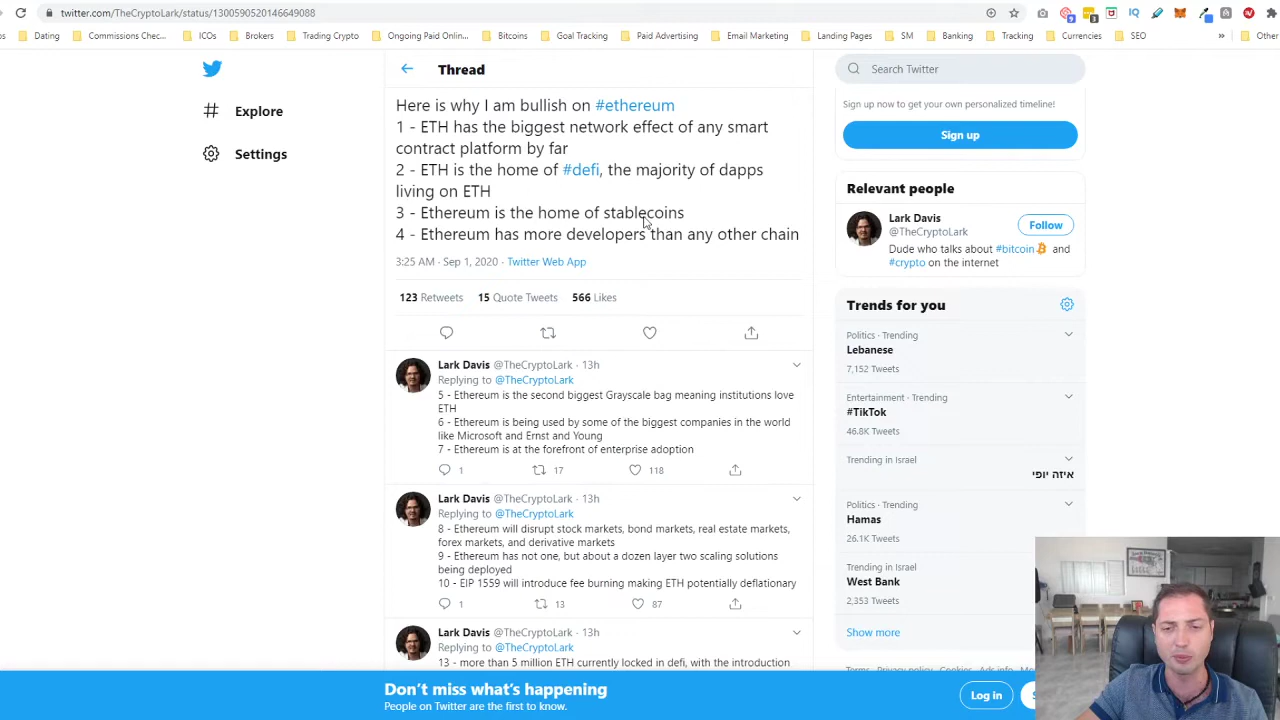 twitter.com/TheCryptoLark/status/1300590520146649088
Dating
Commissions Chec...
ICOs
Brokers
Trading Crypto
Ongoing Paid Onlin...
Bitcoins
Goal Tracking
Paid Advertising
Email Marketing
Landing Pages
SM
Banking
Tracking
Currencies
SEO
»
Other
Explore
Settings
Thread
Here is why I am bullish on #ethereum
1 - ETH has the biggest network effect of any smart
contract platform by far
2 - ETH is the home of #defi, the majority of dapps
living on ETH
3 - Ethereum is the home of stablecoins
4 - Ethereum has more developers than any other chain
3:25 AM · Sep 1, 2020 · Twitter Web App
123 Retweets 15 Quote Tweets 566 Likes
Lark Davis @TheCryptoLark · 13h
Replying to @TheCryptoLark
5 - Ethereum is the second biggest Grayscale bag meaning institutions love
ETH
6 - Ethereum is being used by some of the biggest companies in the world
like Microsoft and Ernst and Young
7 - Ethereum is at the forefront of enterprise adoption
1 17 118
Lark Davis @TheCryptoLark · 13h
Replying to @TheCryptoLark
8 - Ethereum will disrupt stock markets, bond markets, real estate markets,
forex markets, and derivative markets
9 - Ethereum has not one, but about a dozen layer two scaling solutions
being deployed
10 - EIP 1559 will introduce fee burning making ETH potentially deflationary
1 13 87
Lark Davis @TheCryptoLark · 13h
Replying to @TheCryptoLark
13 - more than 5 million ETH currently locked in defi, with the introduction
Search Twitter
Sign up now to get your own personalized timeline!
Sign up
Relevant people
Lark Davis
@TheCryptoLark
Follow
Dude who talks about #bitcoin and
#crypto on the internet
Trends for you
Politics · Trending
Lebanese
7,152 Tweets
Entertainment · Trending
#TikTok
46.8K Tweets
Trending in Israel
איזה יופי
Politics · Trending
Hamas
26.1K Tweets
Trending in Israel
West Bank
2,353 Tweets
Show more
Terms Privacy policy Cookies Ads info
Don't miss what's happening
People on Twitter are the first to know.
Log in